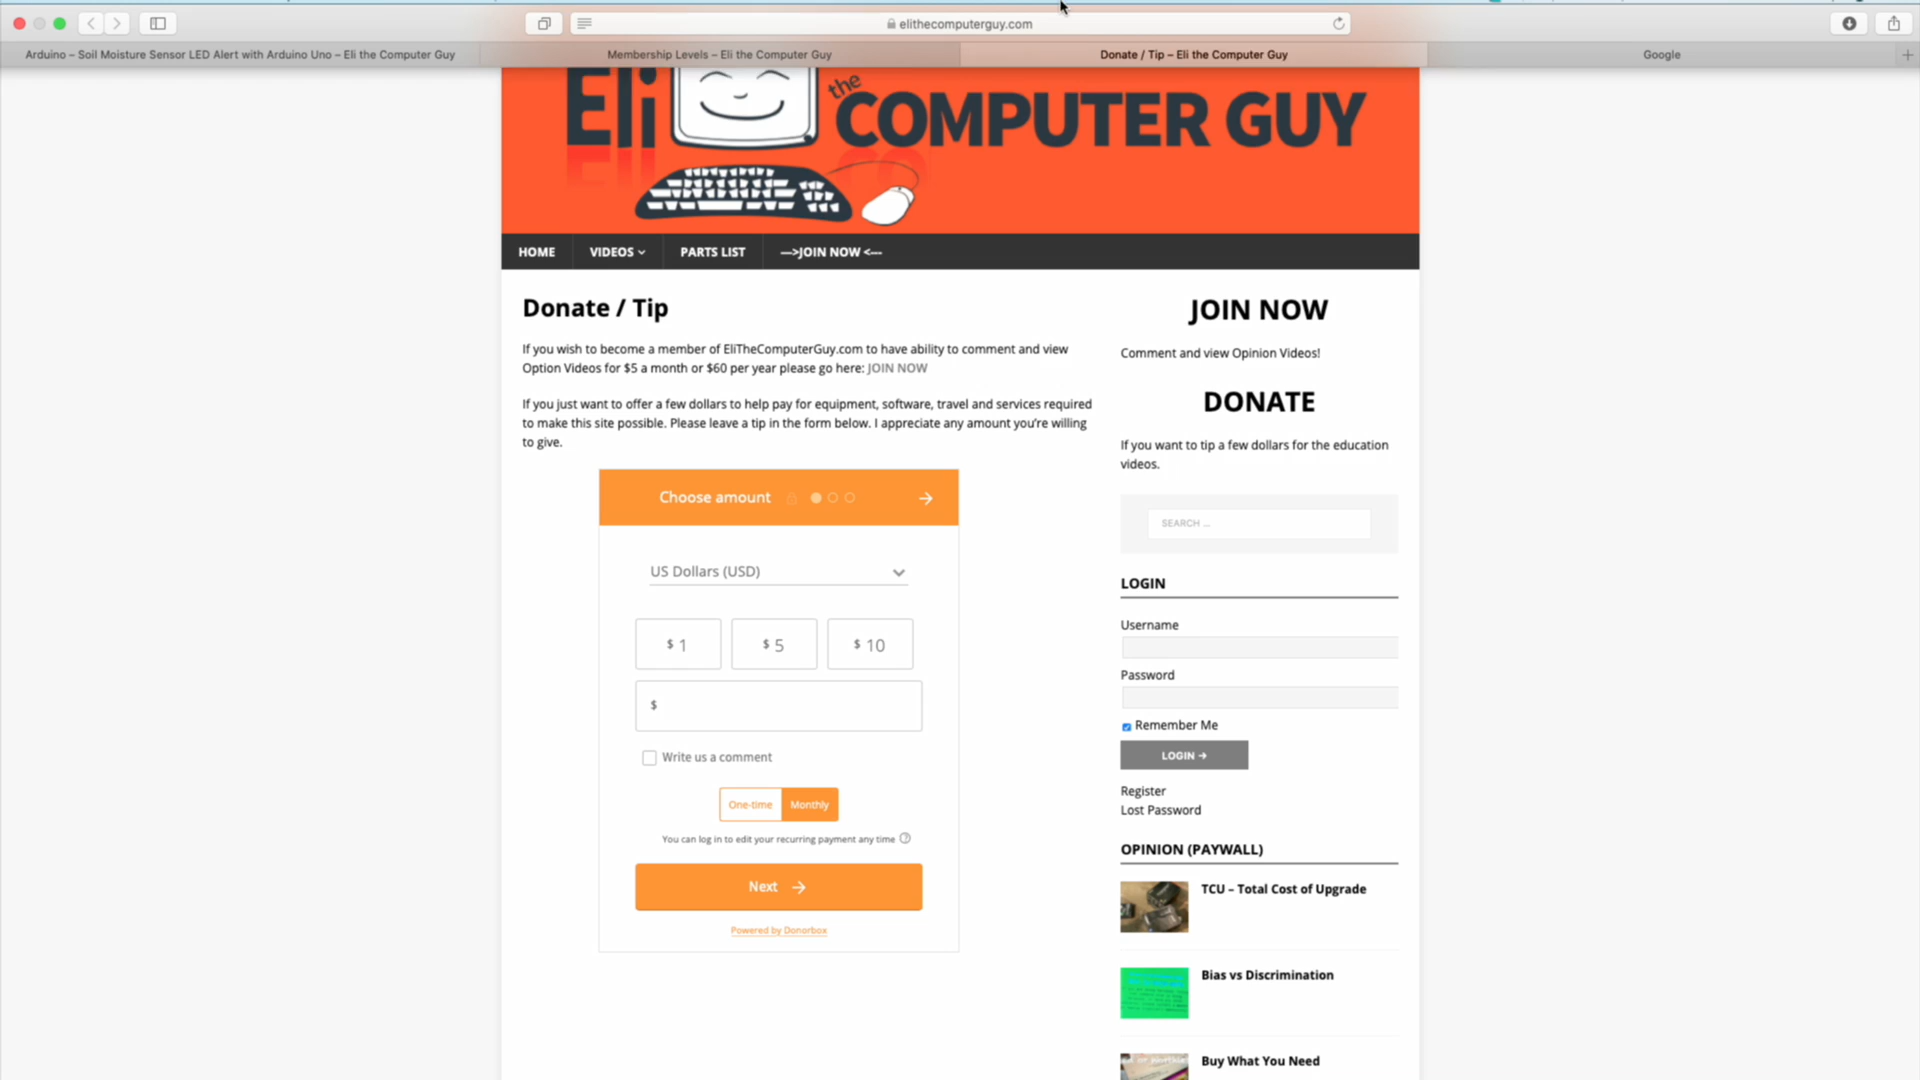 elithecomputerguy.com
Arduino – Soil Moisture Sensor LED Alert with Arduino Uno – Eli the Computer Guy
Membership Levels – Eli the Computer Guy
Donate / Tip – Eli the Computer Guy
Google
Eli the COMPUTER GUY
HOME
VIDEOS
PARTS LIST
--->JOIN NOW <---
Donate / Tip
If you wish to become a member of EliTheComputerGuy.com to have ability to comment and view
Option Videos for $5 a month or $60 per year please go here: JOIN NOW
If you just want to offer a few dollars to help pay for equipment, software, travel and services required
to make this site possible. Please leave a tip in the form below. I appreciate any amount you're willing
to give.
Choose amount
US Dollars (USD)
$ 1
$ 5
$ 10
$
Write us a comment
One-time
Monthly
You can log in to edit your recurring payment any time
Next
Powered by Donorbox
JOIN NOW
Comment and view Opinion Videos!
DONATE
If you want to tip a few dollars for the education
videos.
SEARCH ...
LOGIN
Username
Password
Remember Me
LOGIN →
Register
Lost Password
OPINION (PAYWALL)
TCU – Total Cost of Upgrade
Bias vs Discrimination
Buy What You Need